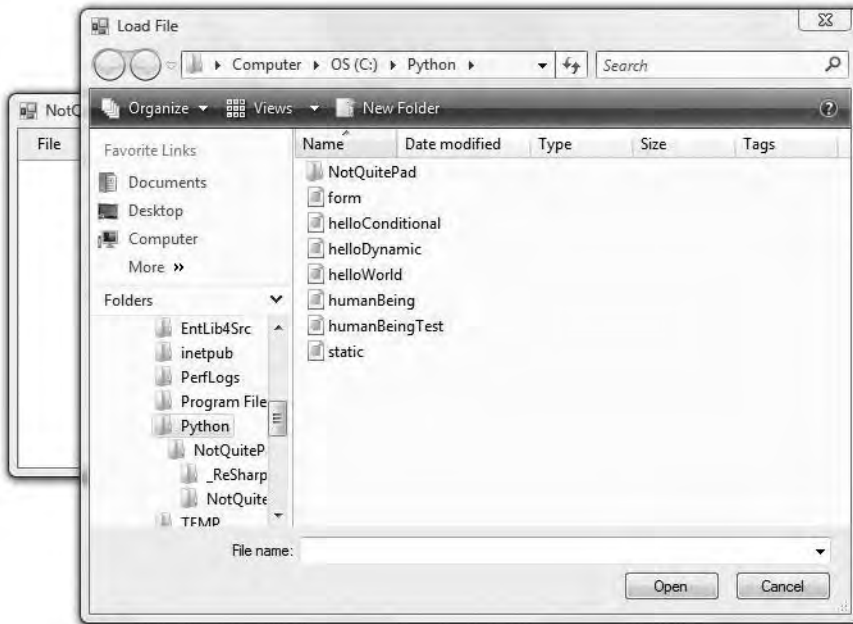 Load File
Computer OS (C:) Python Search
NotQ
Organize Views New Folder
File
Favorite Links
Name Date modified Type Size Tags
NotQuitePad
Documents
form
Desktop
helloConditional
Computer
helloDynamic
More »
helloWorld
Folders
humanBeing
EntLib4Src
humanBeingTest
inetpub
static
PerfLogs
Program File
Python
NotQuiteP
_ReSharp
NotQuite
TEMP
File name:
Open Cancel